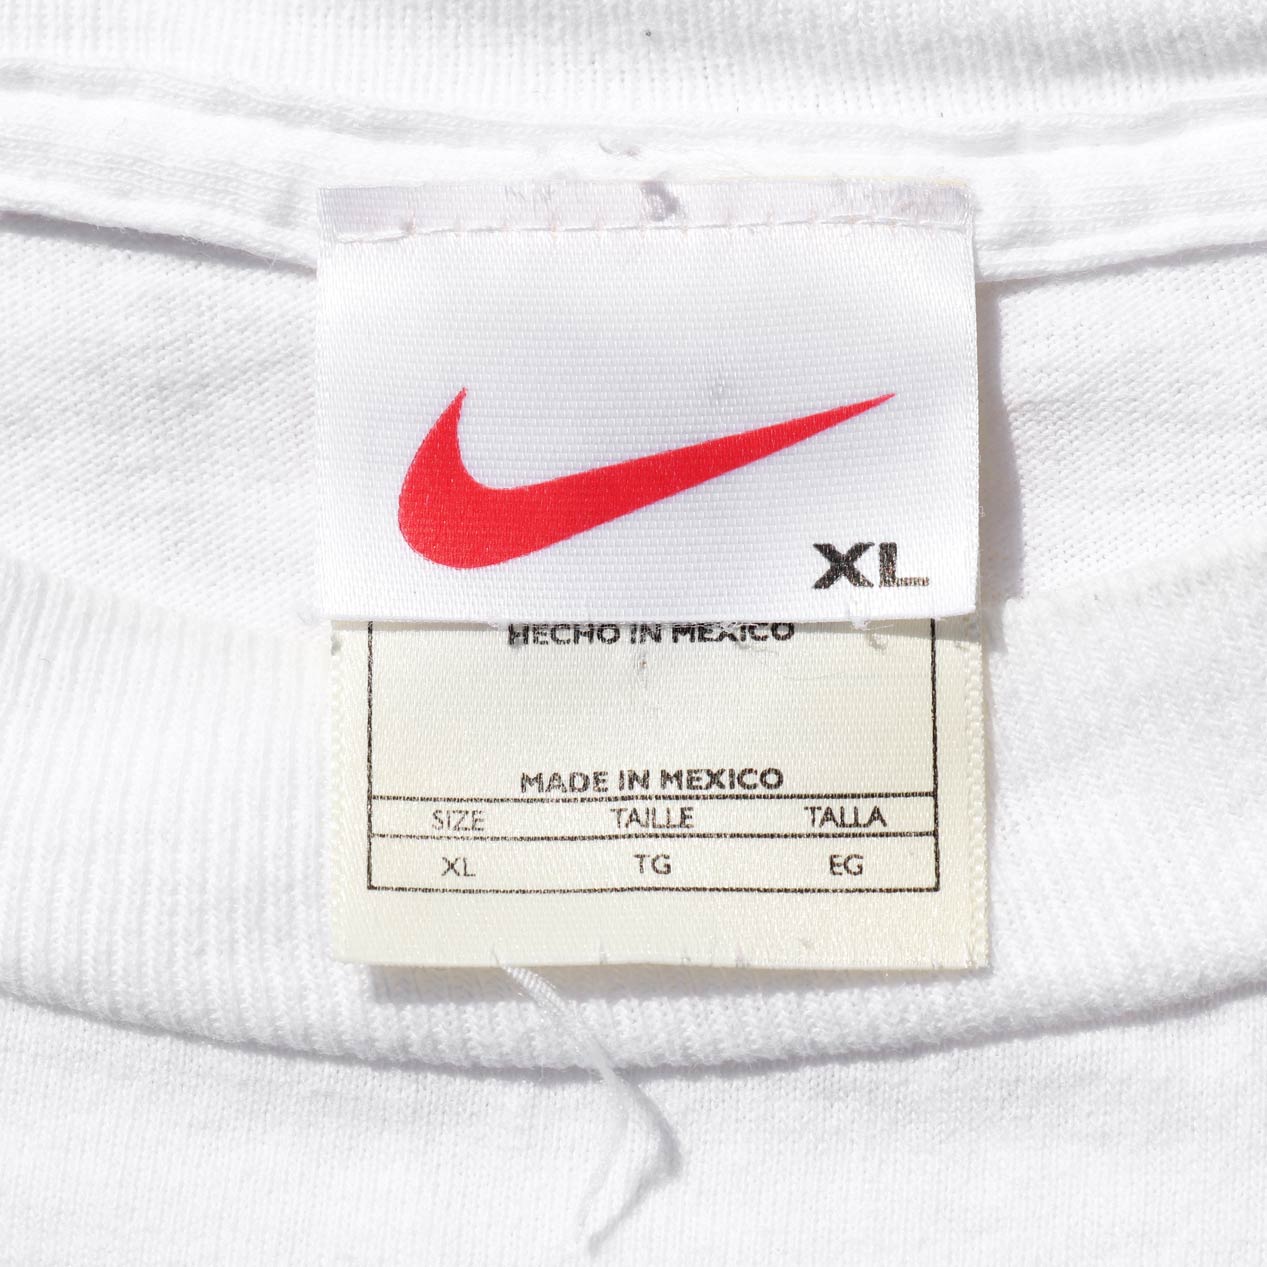 XL
HECHO IN MEXICO
MADE IN MEXICO
SIZE TAILLE TALLA
XL TG EG